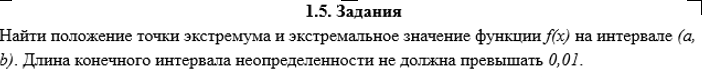 1.5. Задания
Найти положение точки экстремума и экстремальное значение функции f(x) на интервале (a,
b). Длина конечного интервала неопределенности не должна превышать 0,01.